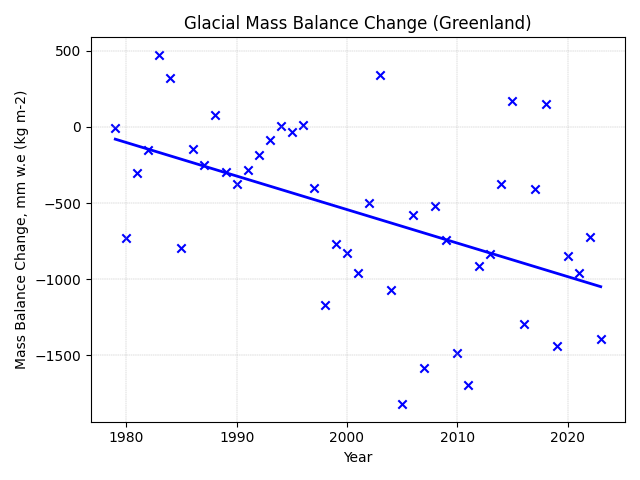 Glacial Mass Balance Change (Greenland)
Mass Balance Change, mm w.e (kg m-2)
500
0
−500
−1000
−1500
1980 1990 2000 2010 2020
Year